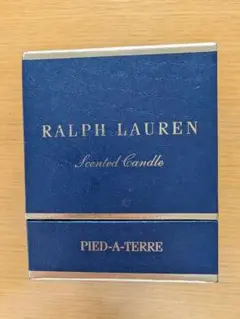 RALPH LAUREN
Scented Candle
PIED-A-TERRE